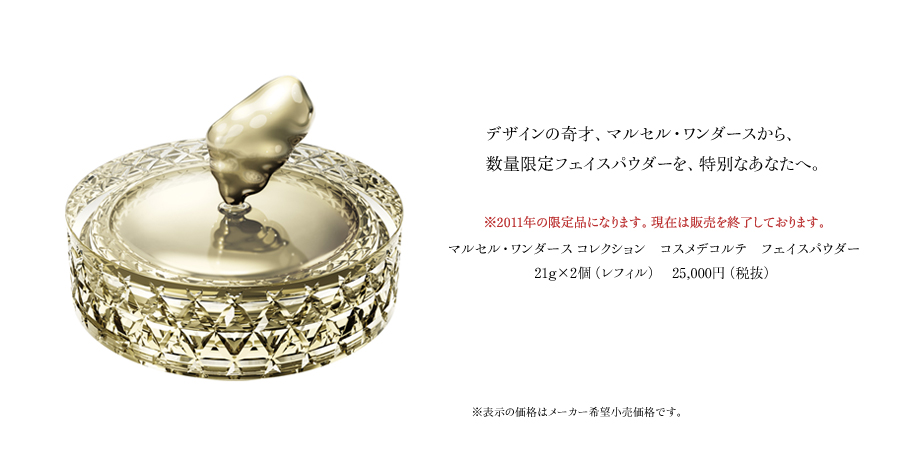 デザインの奇才、マルセル・ワンダースから、
数量限定フェイスパウダーを、特別なあなたへ。
※2011年の限定品になります。現在は販売を終了しております。
マルセル・ワンダース コレクション　コスメデコルテ　フェイスパウダー
21g×2個（レフィル）　25,000円（税抜）
※表示の価格はメーカー希望小売価格です。